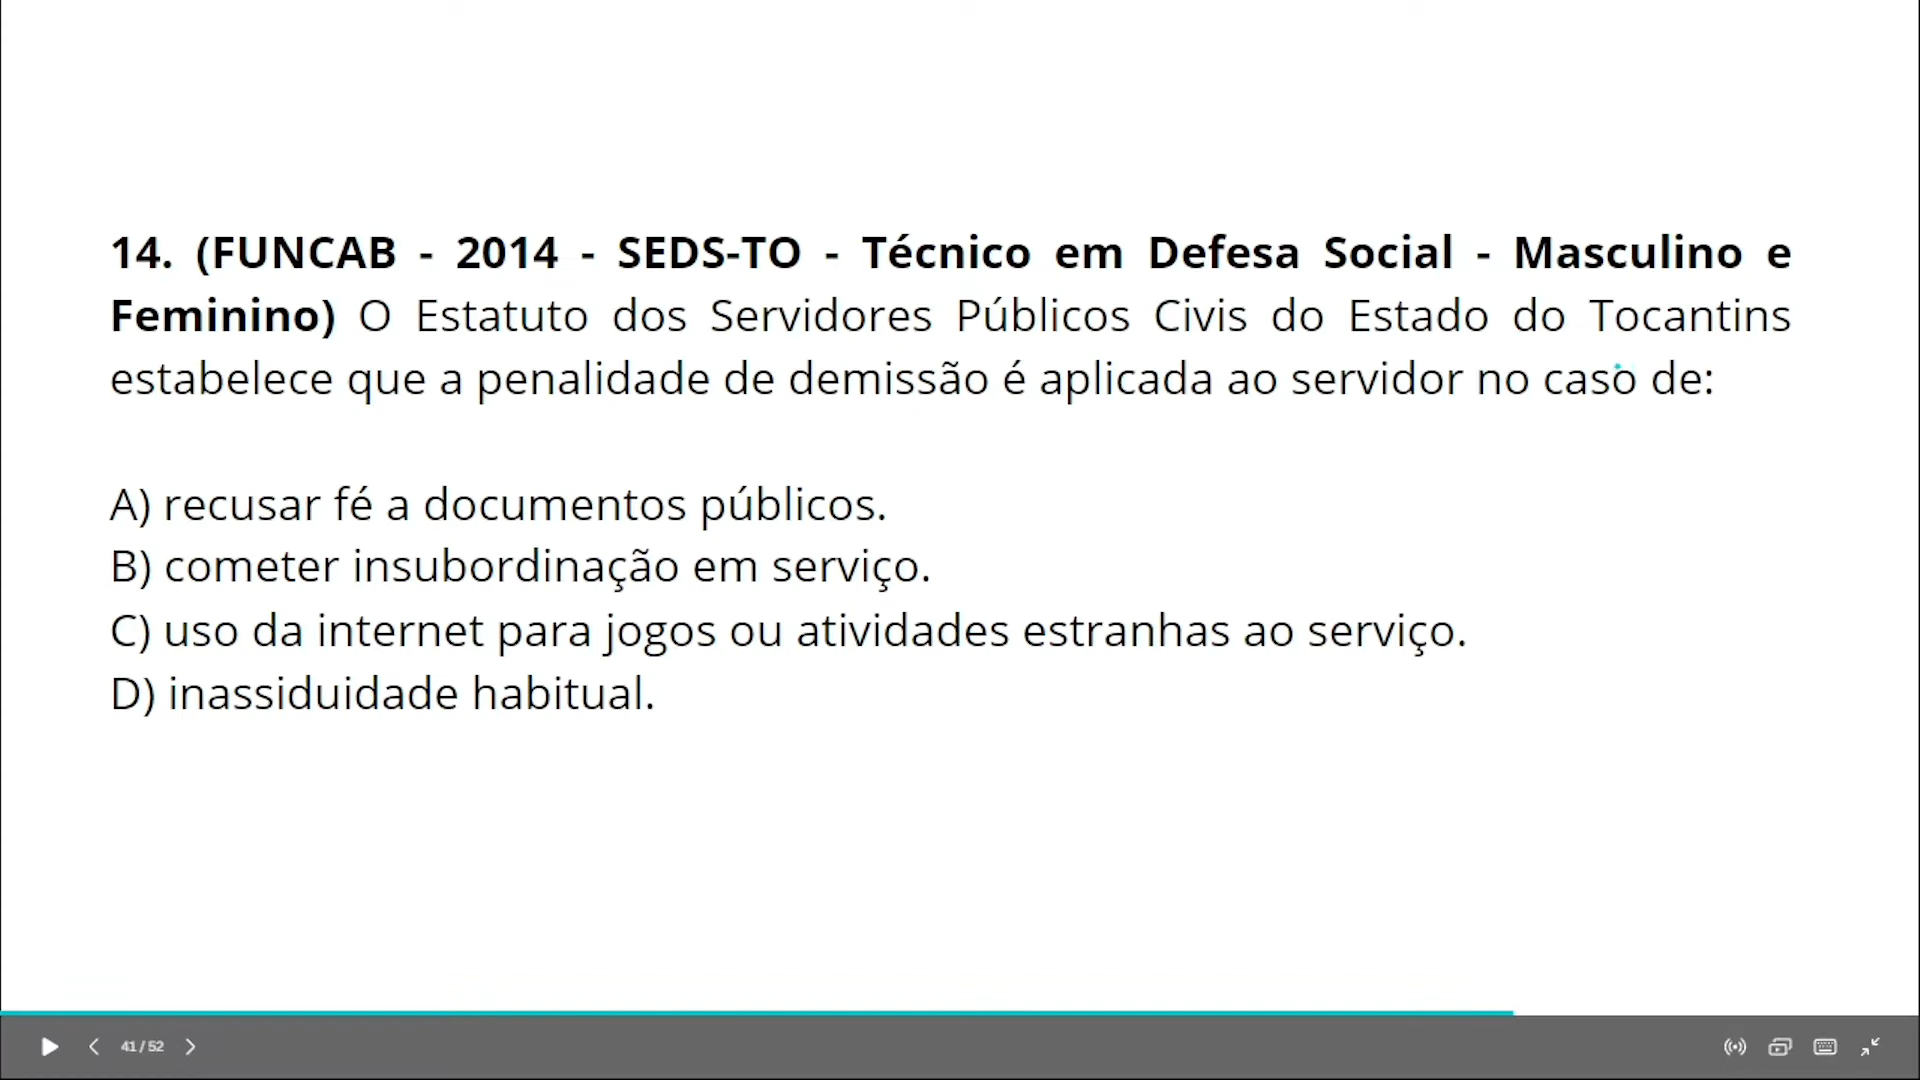 14. (FUNCAB - 2014 - SEDS-TO - Técnico em Defesa Social - Masculino e
Feminino) O Estatuto dos Servidores Públicos Civis do Estado do Tocantins
estabelece que a penalidade de demissão é aplicada ao servidor no caso de:
A) recusar fé a documentos públicos.
B) cometer insubordinação em serviço.
C) uso da internet para jogos ou atividades estranhas ao serviço.
D) inassiduidade habitual.
41 / 52